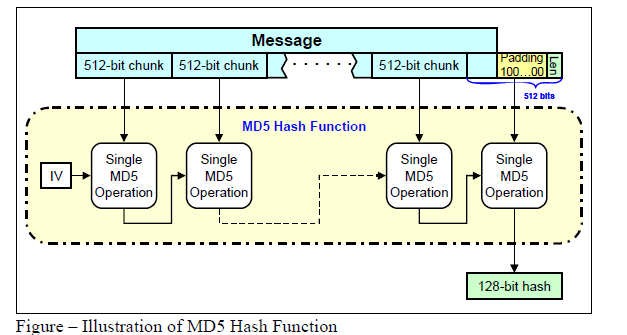 Message
512-bit chunk 512-bit chunk . . . . . . 512-bit chunk Padding Len
100...00
512 bits
MD5 Hash Function
IV
Single
MD5
Operation
Single
MD5
Operation
Single
MD5
Operation
Single
MD5
Operation
128-bit hash
Figure – Illustration of MD5 Hash Function